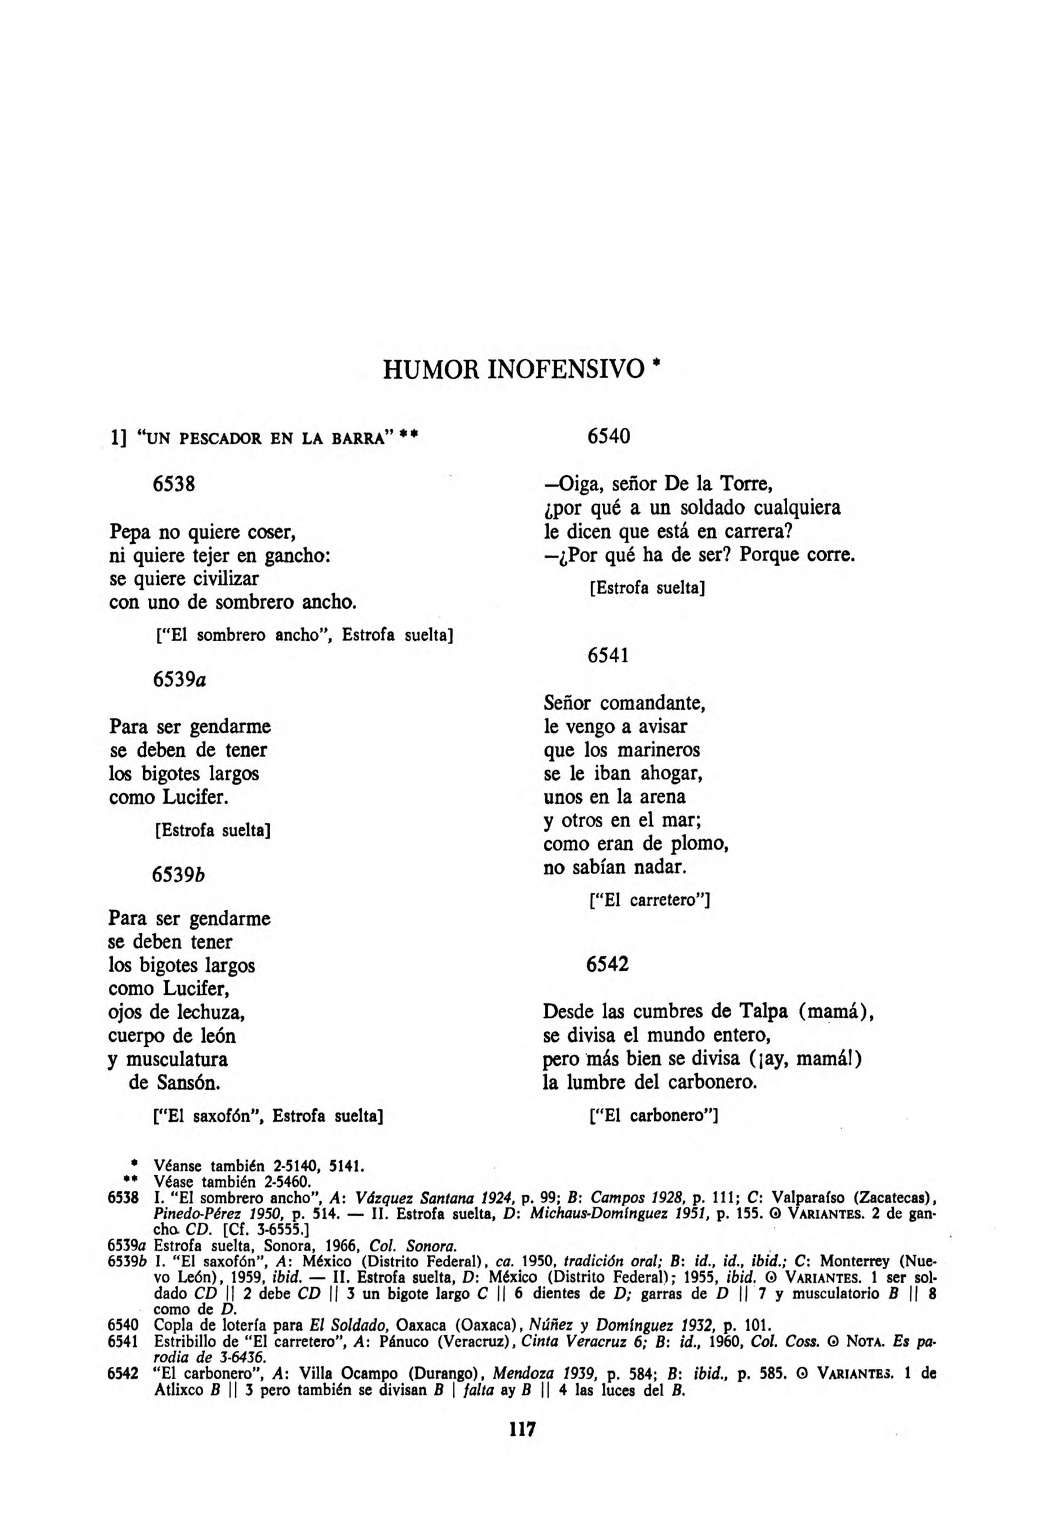 HUMOR INOFENSIVO *
1] “UN PESCADOR EN LA BARRA” **
6538
Pepa no quiere coser,
ni quiere tejer en gancho:
se quiere civilizar
con uno de sombrero ancho.
[“El sombrero ancho”, Estrofa suelta]
6539a
Para ser gendarme
se deben de tener
los bigotes largos
como Lucifer.
[Estrofa suelta]
6539b
Para ser gendarme
se deben tener
los bigotes largos
como Lucifer,
ojos de lechuza,
cuerpo de león
y musculatura
de Sansón.
[“El saxofón”, Estrofa suelta]
6540
—Oiga, señor De la Torre,
¿por qué a un soldado cualquiera
le dicen que está en carrera?
—¿Por qué ha de ser? Porque corre.
[Estrofa suelta]
6541
Señor comandante,
le vengo a avisar
que los marineros
se le iban ahogar,
unos en la arena
y otros en el mar;
como eran de plomo,
no sabían nadar.
[“El carretero”]
6542
Desde las cumbres de Talpa (mamá),
se divisa el mundo entero,
pero más bien se divisa (¡ay, mamá!)
la lumbre del carbonero.
[“El carbonero”]
* Véanse también 2-5140, 5141.
** Véase también 2-5460.
6538 I. “El sombrero ancho”, A: Vázquez Santana 1924, p. 99; B: Campos 1928, p. 111; C: Valparaíso (Zacatecas),
Pinedo-Pérez 1950, p. 514. — II. Estrofa suelta, D: Michaus-Domínguez 1951, p. 155. ⊙ VARIANTES. 2 de gan-
cho CD. [Cf. 3-6555.]
6539a Estrofa suelta, Sonora, 1966, Col. Sonora.
6539b I. “El saxofón”, A: México (Distrito Federal), ca. 1950, tradición oral; B: id., id., ibid.; C: Monterrey (Nue-
vo León), 1959, ibid. — II. Estrofa suelta, D: México (Distrito Federal); 1955, ibid. ⊙ VARIANTES. 1 ser sol-
dado CD || 2 debe CD || 3 un bigote largo C || 6 dientes de D; garras de D || 7 y musculatorio B || 8
como de D.
6540 Copla de lotería para El Soldado, Oaxaca (Oaxaca), Núñez y Domínguez 1932, p. 101.
6541 Estribillo de “El carretero”, A: Pánuco (Veracruz), Cinta Veracruz 6; B: id., 1960, Col. Coss. ⊙ NOTA. Es pa-
rodia de 3-6436.
6542 “El carbonero”, A: Villa Ocampo (Durango), Mendoza 1939, p. 584; B: ibid., p. 585. ⊙ VARIANTES. 1 de
Atlixco B || 3 pero también se divisan B | falta ay B || 4 las luces del B.
117